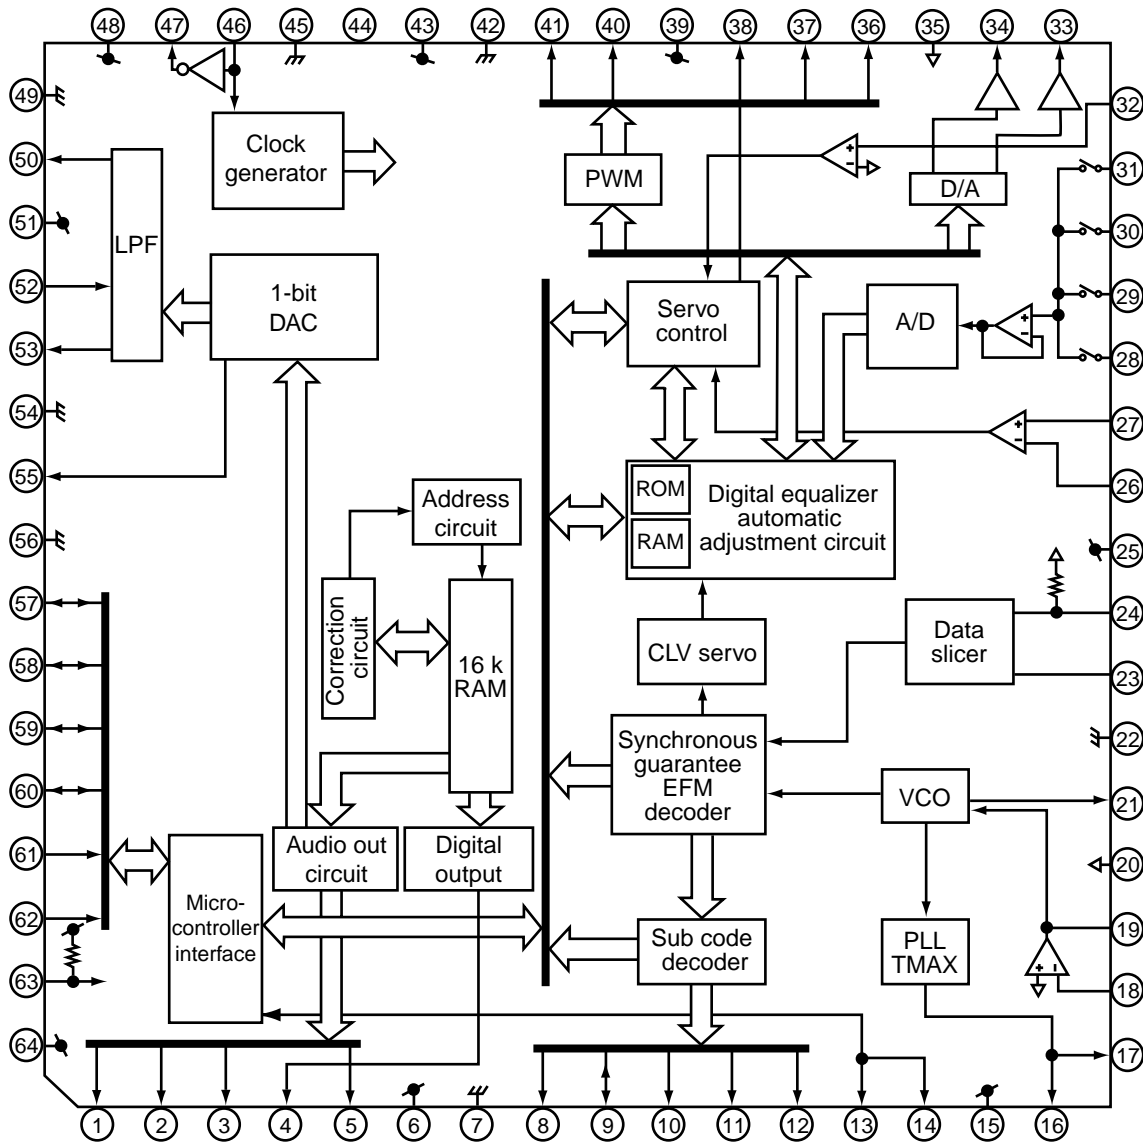 48 47 46 45 44 43 42 41 40 39 38 37 36 35 34 33
49
32
Clock
generator
50
31
PWM
D/A
51
LPF
30
52
1-bit
DAC
Servo
control
A/D
29
53
28
54
27
55
ROM
Digital equalizer
automatic
adjustment circuit
26
Address
circuit
RAM
56
25
57
Correction
circuit
16 k
RAM
CLV servo
Data
slicer
24
58
23
59
Synchronous
guarantee
EFM
decoder
22
60
VCO
21
61
Audio out
circuit
Digital
output
20
62
Micro-
controller
interface
Sub code
decoder
PLL
TMAX
19
63
18
64
17
1 2 3 4 5 6 7 8 9 10 11 12 13 14 15 16
+
−
+
−
+
−
+
−